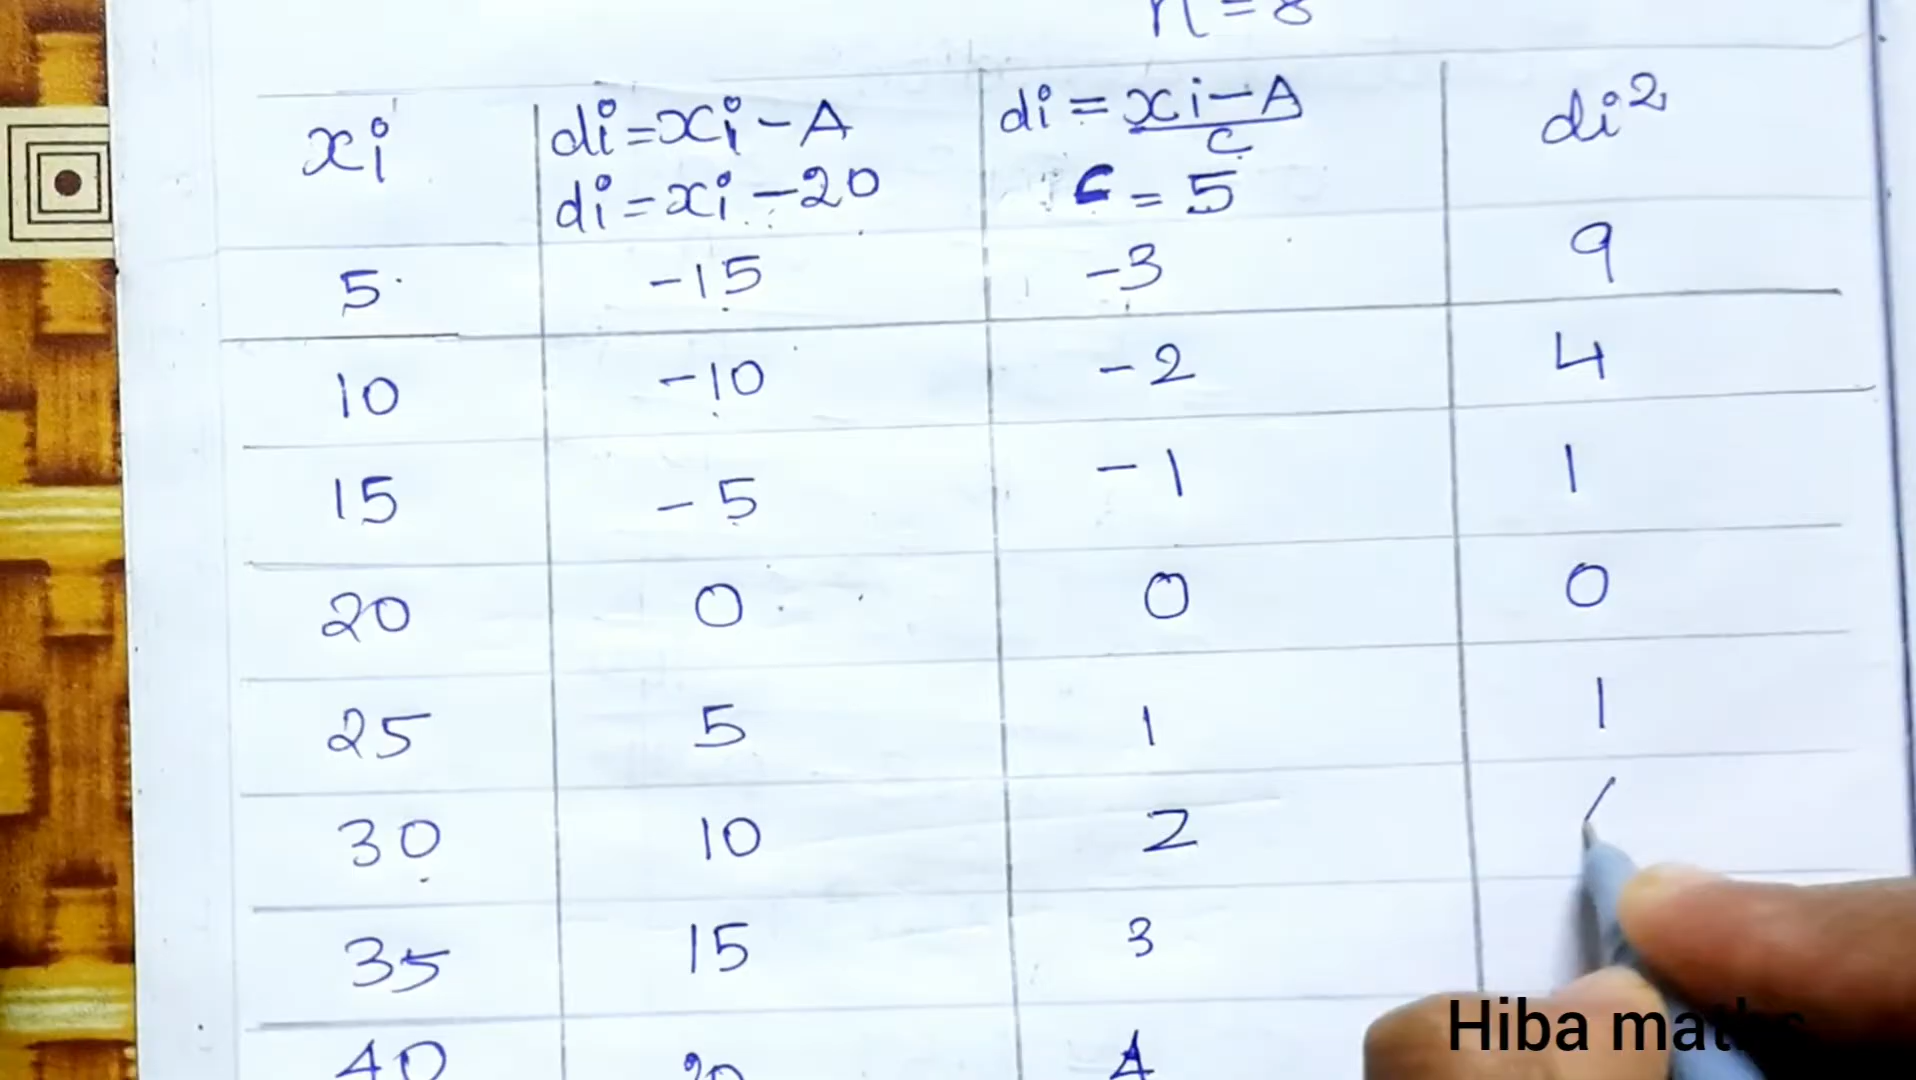 n = 8
xi di = xi - A di = xi - A / c di²
di = xi - 20 c = 5
5 -15 -3 9
10 -10 -2 4
15 -5 -1 1
20 0 0 0
25 5 1 1
30 10 2
35 15 3
40 20 4
Hiba maths